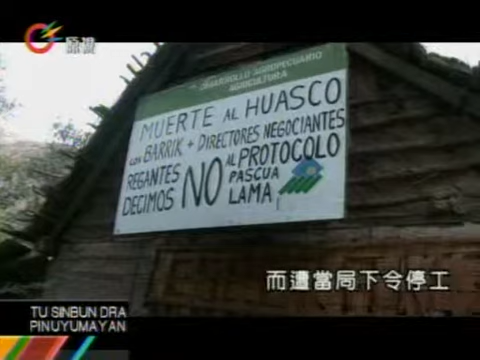 原視
DESARROLLO AGROPECUARIO
AGRICULTURA
MUERTE AL HUASCO
LOS BARRIK + DIRECTORES NEGOCIANTES
REGANTES DECIMOS NO AL PROTOCOLO PASCUA LAMA
而遭當局下令停工
TU SINBUN DRA
PINUYUMAYAN